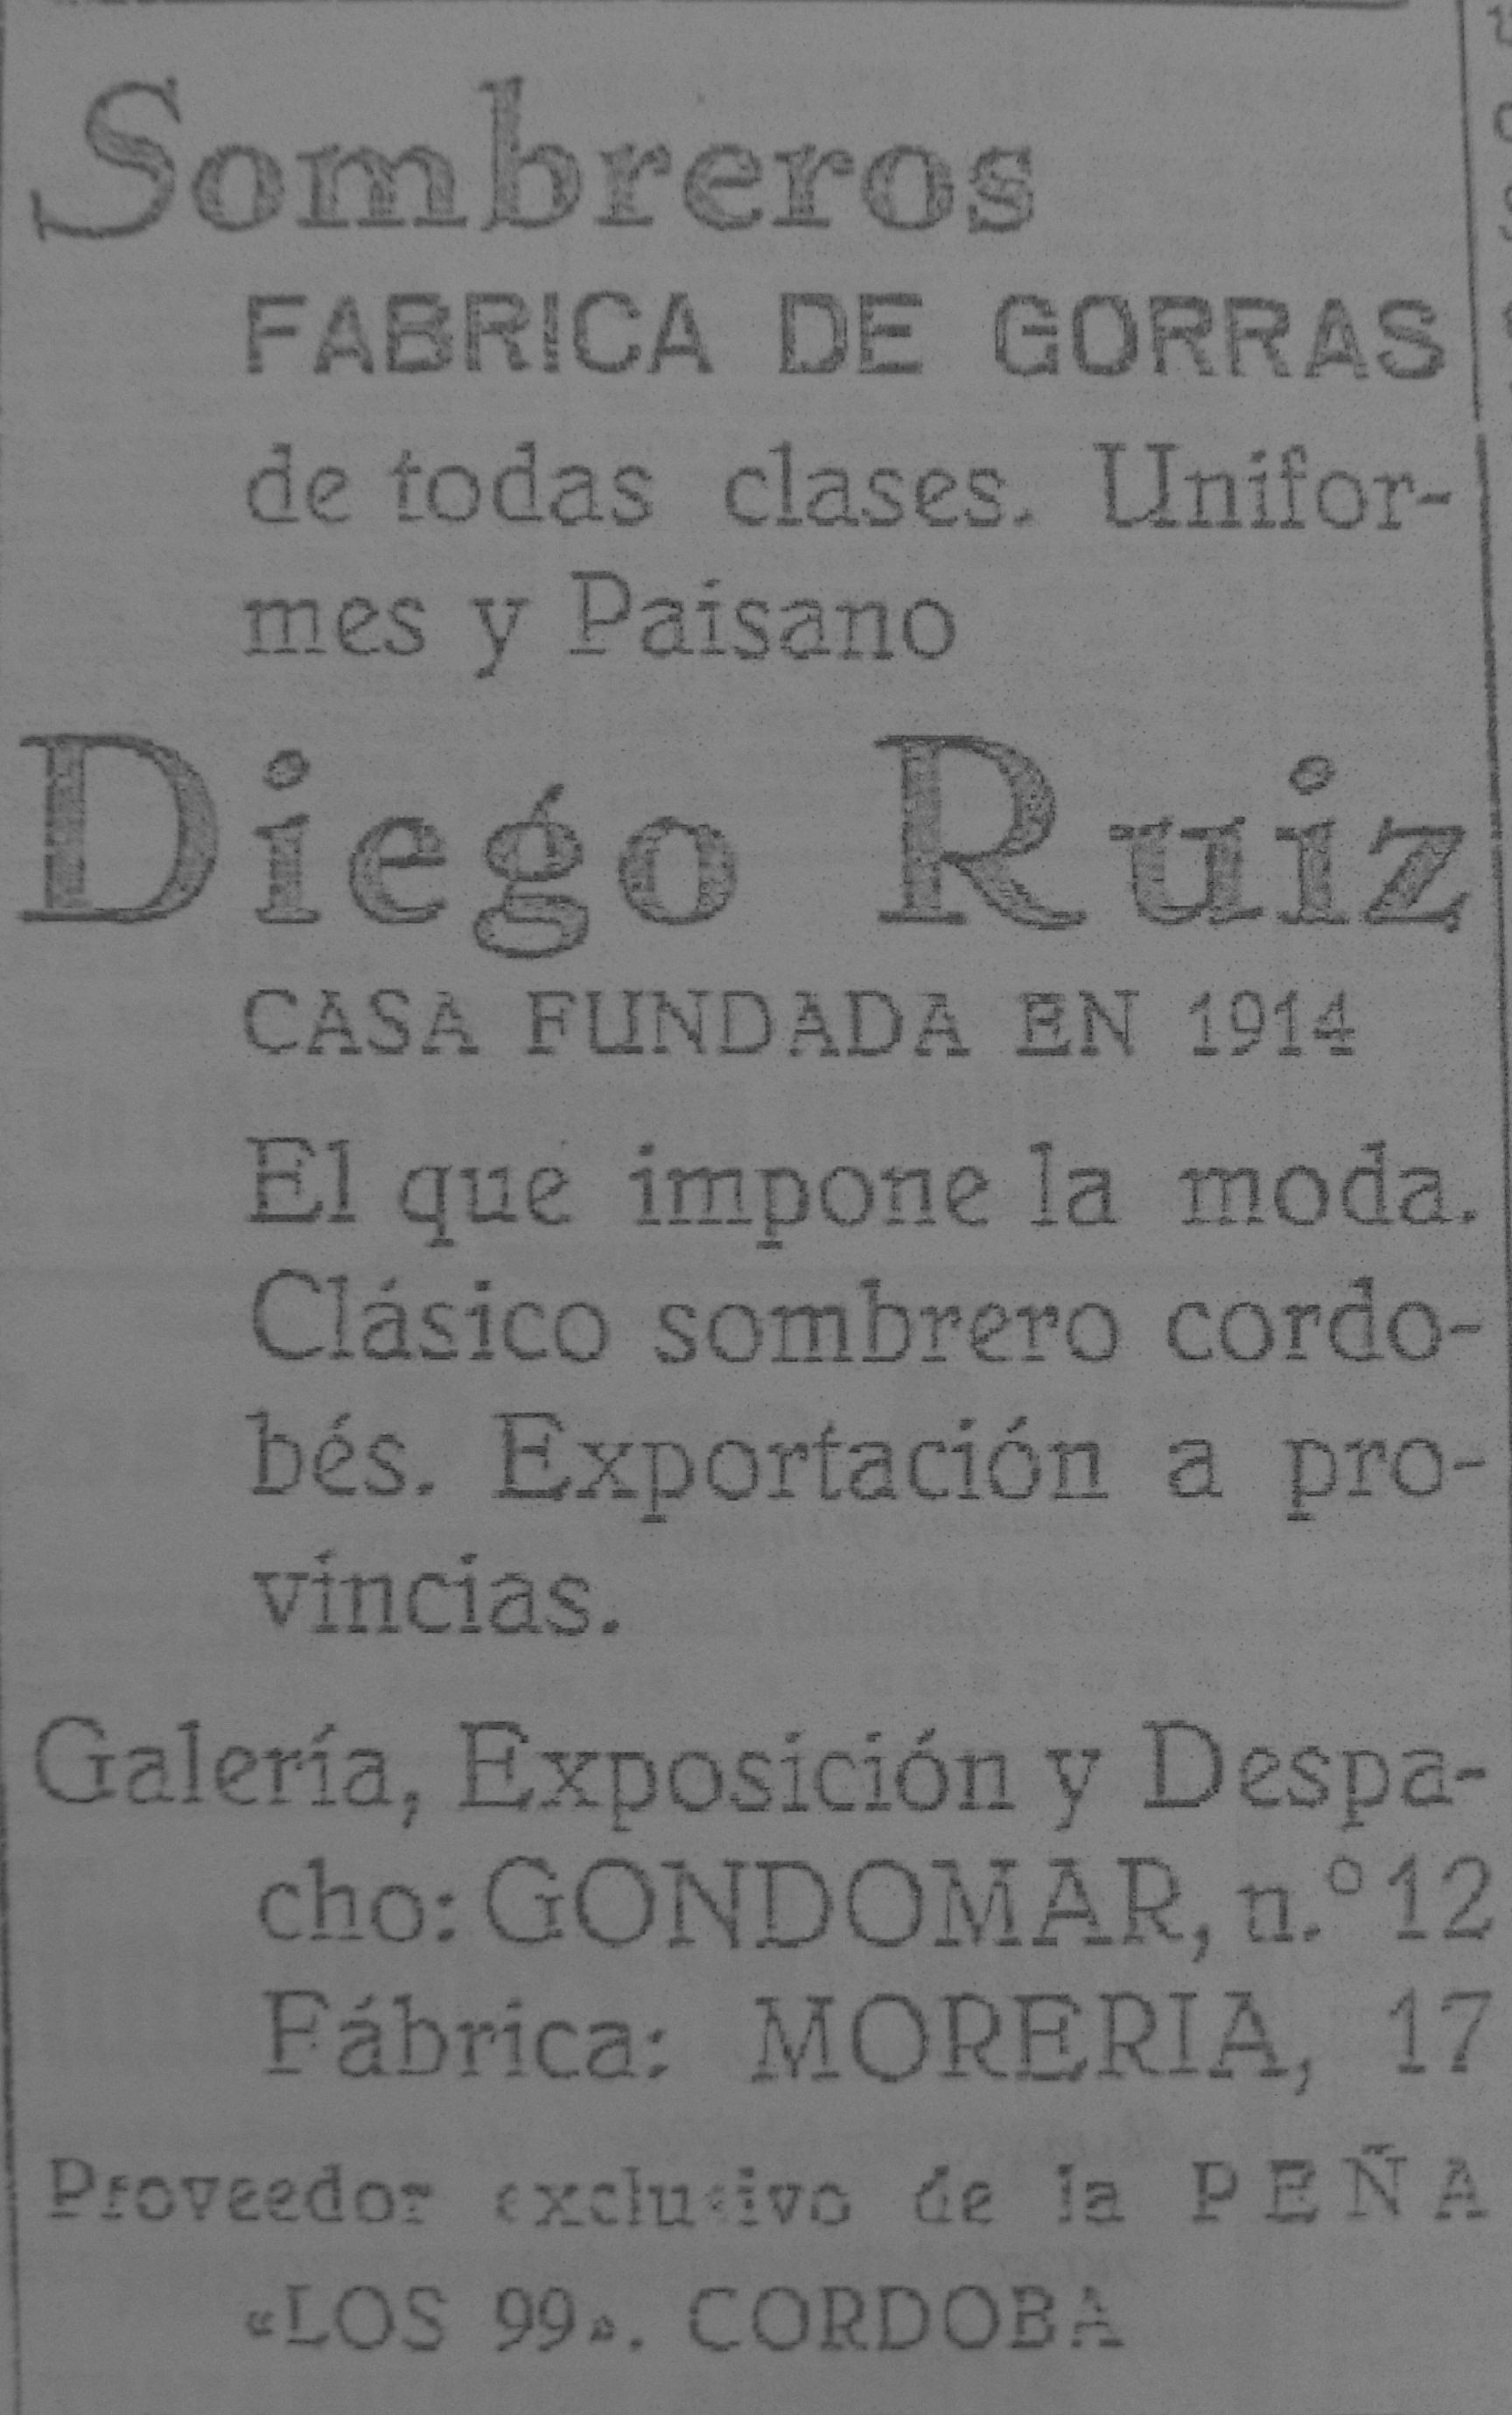 Sombreros
FABRICA DE GORRAS
de todas clases. Unifor-
mes y Paisano
Diego Ruiz
CASA FUNDADA EN 1914
El que impone la moda.
Clásico sombrero cordo-
bés. Exportación a pro-
vincias.
Galería, Exposición y Despa-
cho: GONDOMAR, n.º 12
Fábrica: MORERIA, 17
Proveedor exclusivo de la PEÑA
«LOS 99». CORDOBA